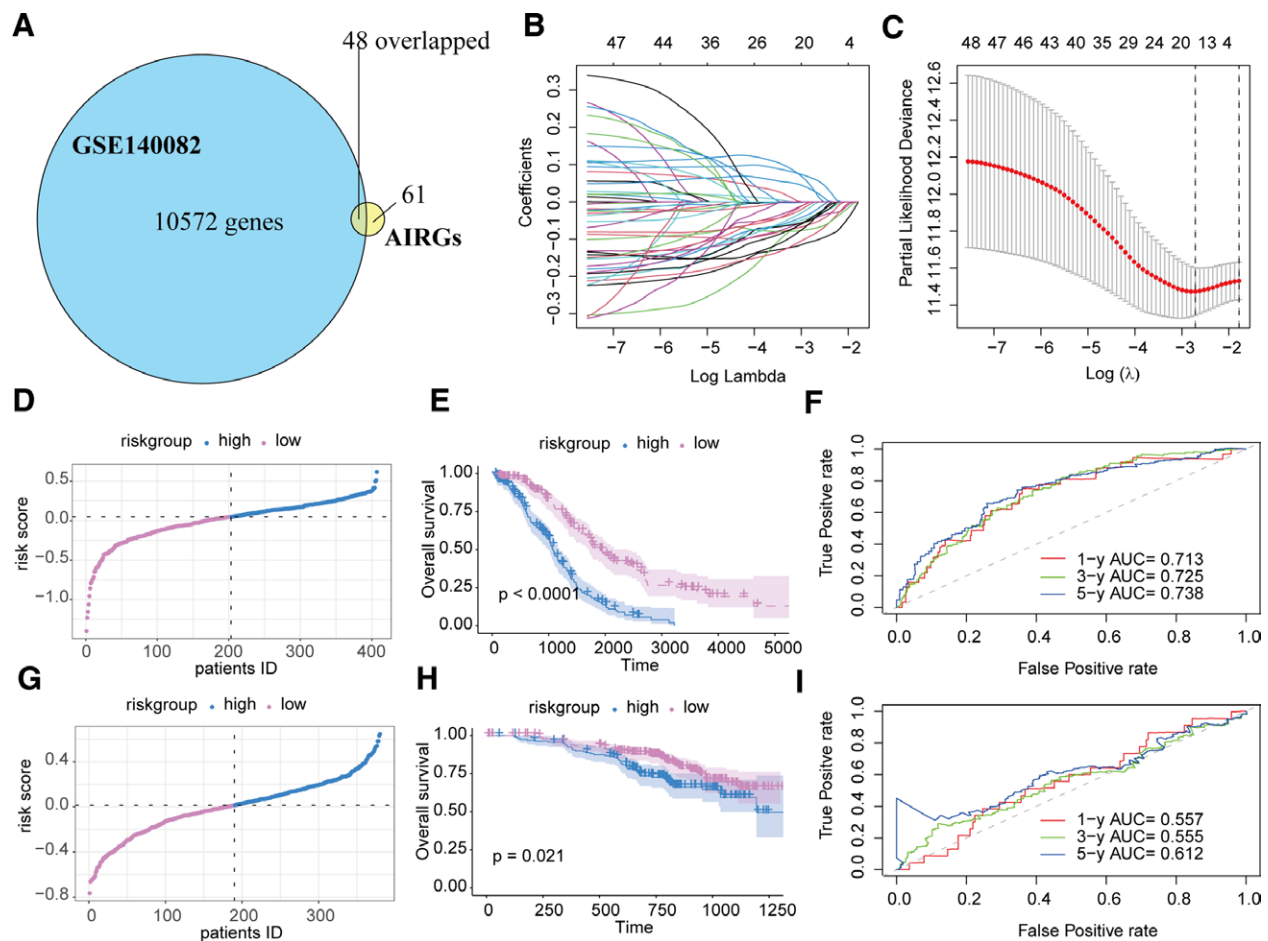 A
48 overlapped
GSE140082
10572 genes
61
AIRGs
B
47 44 36 26 20 4
Coefficients
0.3
0.2
0.1
0.0
−0.1
−0.2
−0.3
−7 −6 −5 −4 −3 −2
Log Lambda
C
48 47 46 43 40 35 29 24 20 13 4
Partial Likelihood Deviance
12.6
12.4
12.2
12.0
11.8
11.6
11.4
−7 −6 −5 −4 −3 −2
Log (λ)
D
riskgroup high low
risk score
0.5
0.0
−0.5
−1.0
0 100 200 300 400
patients ID
E
riskgroup high low
Overall survival
1.00
0.75
0.50
0.25
0.00
p < 0.0001
0 1000 2000 3000 4000 5000
Time
F
True Positive rate
1.0
0.8
0.6
0.4
0.2
0.0
1−y AUC= 0.713
3−y AUC= 0.725
5−y AUC= 0.738
0.0 0.2 0.4 0.6 0.8 1.0
False Positive rate
G
riskgroup high low
risk score
0.4
0.0
−0.4
−0.8
0 100 200 300
patients ID
H
riskgroup high low
Overall survival
1.00
0.75
0.50
0.25
0.00
p = 0.021
0 250 500 750 1000 1250
Time
I
True Positive rate
1.0
0.8
0.6
0.4
0.2
0.0
1−y AUC= 0.557
3−y AUC= 0.555
5−y AUC= 0.612
0.0 0.2 0.4 0.6 0.8 1.0
False Positive rate